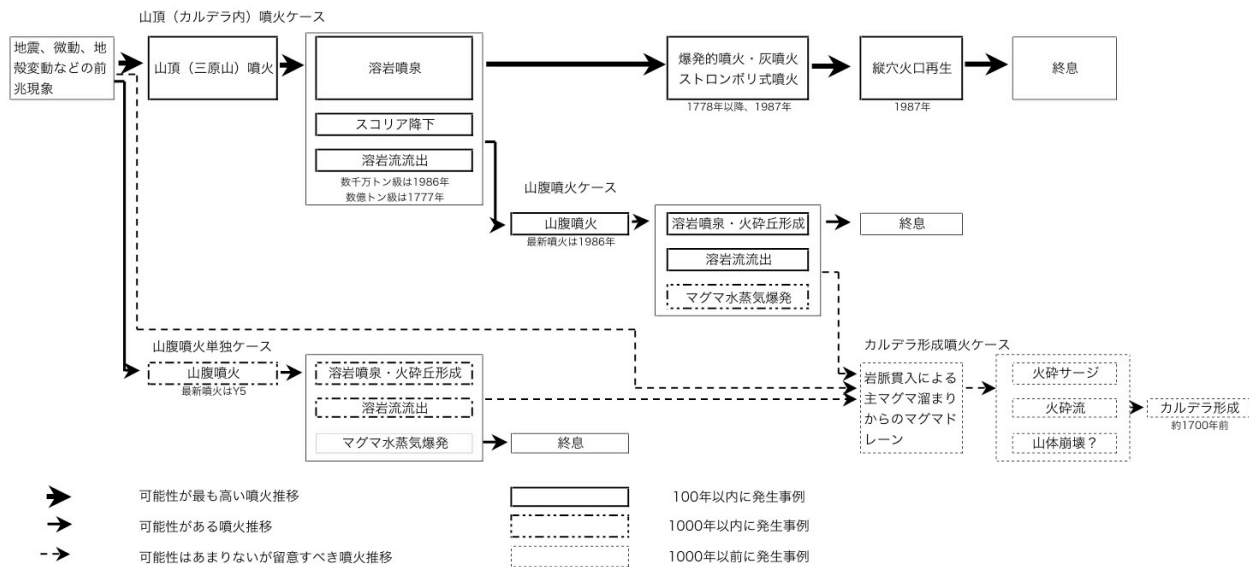 山頂（カルデラ内）噴火ケース
地震、微動、地
殻変動などの前
兆現象
山頂（三原山）噴火
溶岩噴泉
スコリア降下
溶岩流流出
数千万トン級は1986年
数億トン級は1777年
爆発的噴火・灰噴火
ストロンボリ式噴火
1778年以降、1987年
縦穴火口再生
1987年
終息
山腹噴火ケース
山腹噴火
最新噴火は1986年
溶岩噴泉・火砕丘形成
溶岩流流出
マグマ水蒸気爆発
終息
山腹噴火単独ケース
山腹噴火
最新噴火はY5
溶岩噴泉・火砕丘形成
溶岩流流出
マグマ水蒸気爆発
終息
カルデラ形成噴火ケース
岩脈貫入による
主マグマ溜まり
からのマグマド
レーン
火砕サージ
火砕流
山体崩壊？
カルデラ形成
約1700年前
可能性が最も高い噴火推移
100年以内に発生事例
可能性がある噴火推移
1000年以内に発生事例
可能性はあまりないが留意すべき噴火推移
1000年以前に発生事例